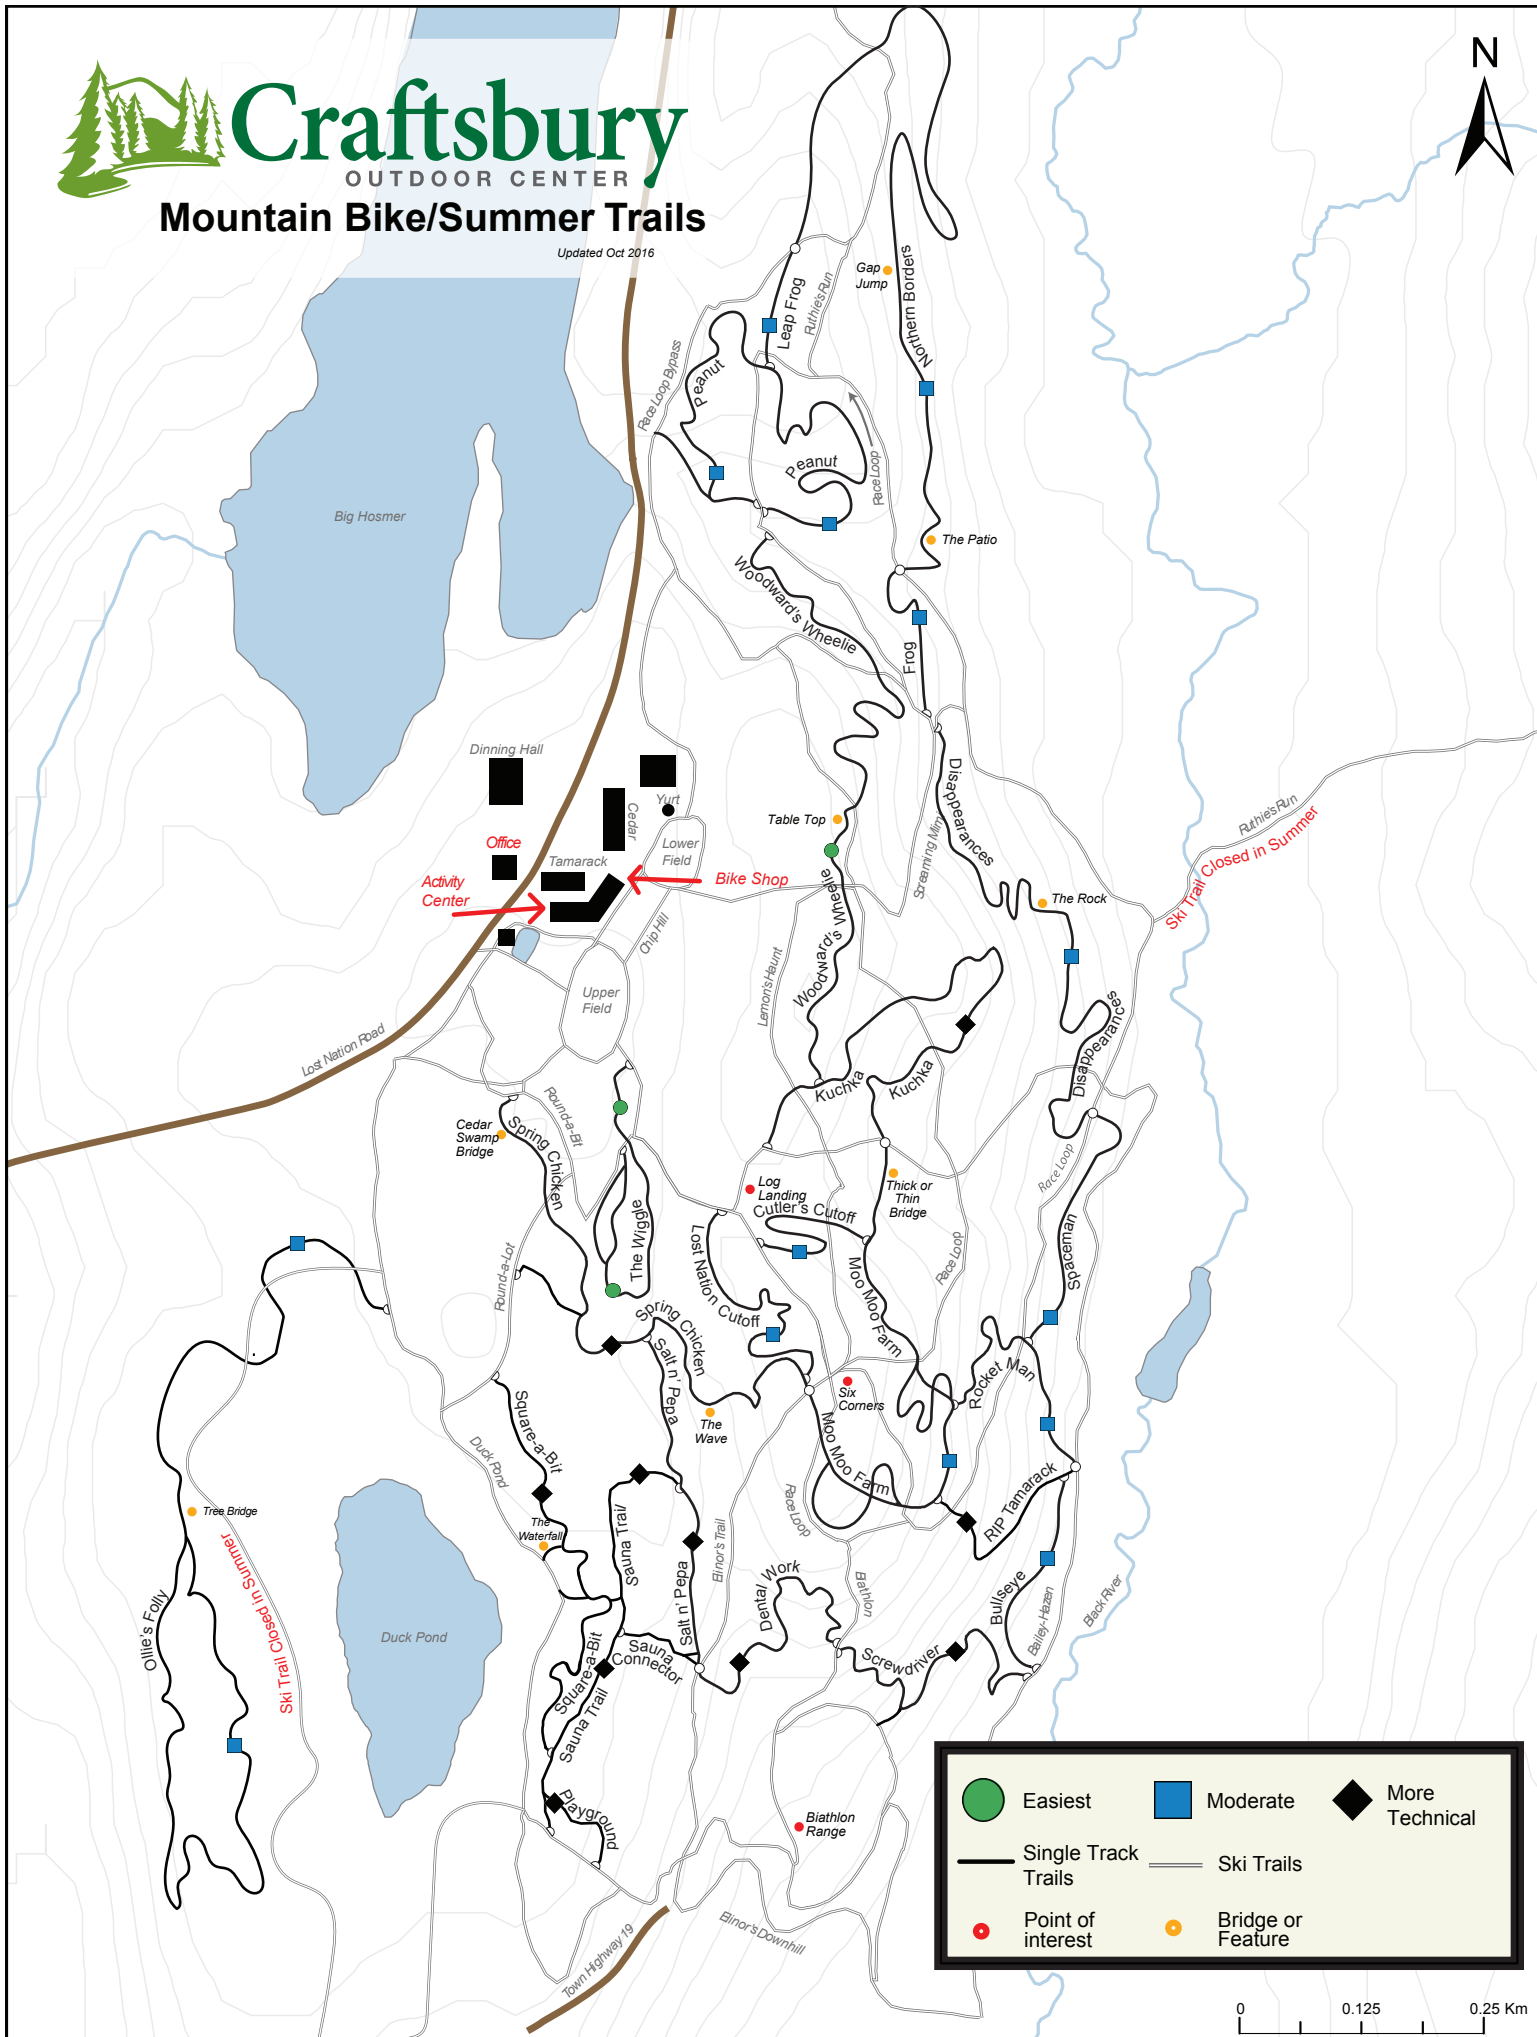 N
Craftsbury
OUTDOOR CENTER
Mountain Bike/Summer Trails
Updated Oct 2016
Gap
Jump
Northern Borders
Leap Frog
Ruthie's Run
Race Loop Bypass
Peanut
Peanut
Race Loop
Big Hosmer
The Patio
Woodward's Wheelie
Frog
Dinning Hall
Yurt
Cedar
Office
Tamarack
Lower
Field
Activity
Center
Bike Shop
Table Top
Disappearances
Screaming Mimi
Ruthie's Run
Ski Trail Closed in Summer
The Rock
Woodward's Wheelie
Chip Hill
Lemon's Haunt
Upper
Field
Lost Nation Road
Disappearances
Kuchka
Kuchka
Round-a-Bit
Cedar
Swamp
Bridge
Spring Chicken
Race Loop
Log
Landing
Thick or
Thin
Bridge
Cutler's Cutoff
The Wiggle
Lost Nation Cutoff
Round-a-Lot
Race Loop
Spaceman
Moo Moo Farm
Spring Chicken
Salt n' Pepa
Rocket Man
Six
Corners
The
Wave
Square-a-Bit
Duck Pond
Moo Moo Farm
Tree Bridge
The
Waterfall
Sauna Trail/
Elinor's Trail
Race Loop
RIP Tamarack
Ski Trail Closed in Summer
Ollie's Folly
Duck Pond
Salt n' Pepa
Dental Work
Biathlon
Bullseye
Bailey-Hazen
Black River
Square-a-Bit
Sauna
Connector
Screwdriver
Sauna Trail
Playground
Biathlon
Range
Elinor's Downhill
Town Highway 19
Easiest
Moderate
More
Technical
Single Track
Trails
Ski Trails
Point of
interest
Bridge or
Feature
0
0.125
0.25 Km